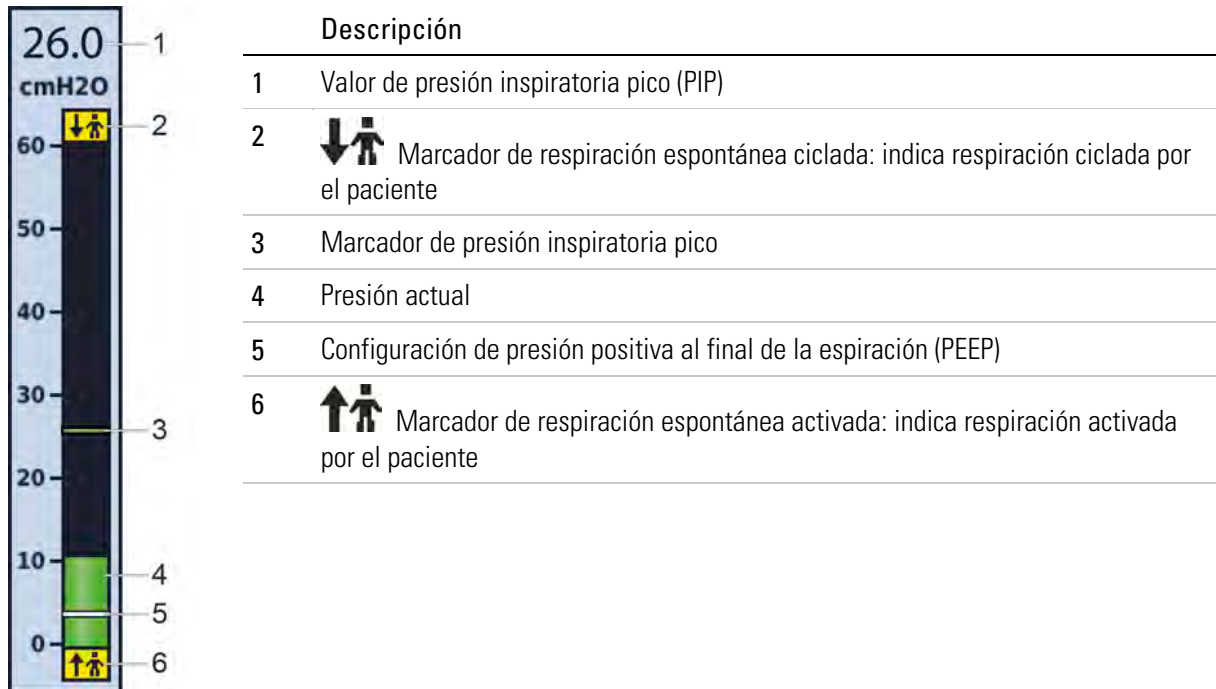 26.0
1
cmH2O
2
60
50
40
30
3
20
10
4
5
0
6
Descripción
1 Valor de presión inspiratoria pico (PIP)
2 Marcador de respiración espontánea ciclada: indica respiración ciclada por
el paciente
3 Marcador de presión inspiratoria pico
4 Presión actual
5 Configuración de presión positiva al final de la espiración (PEEP)
6 Marcador de respiración espontánea activada: indica respiración activada
por el paciente